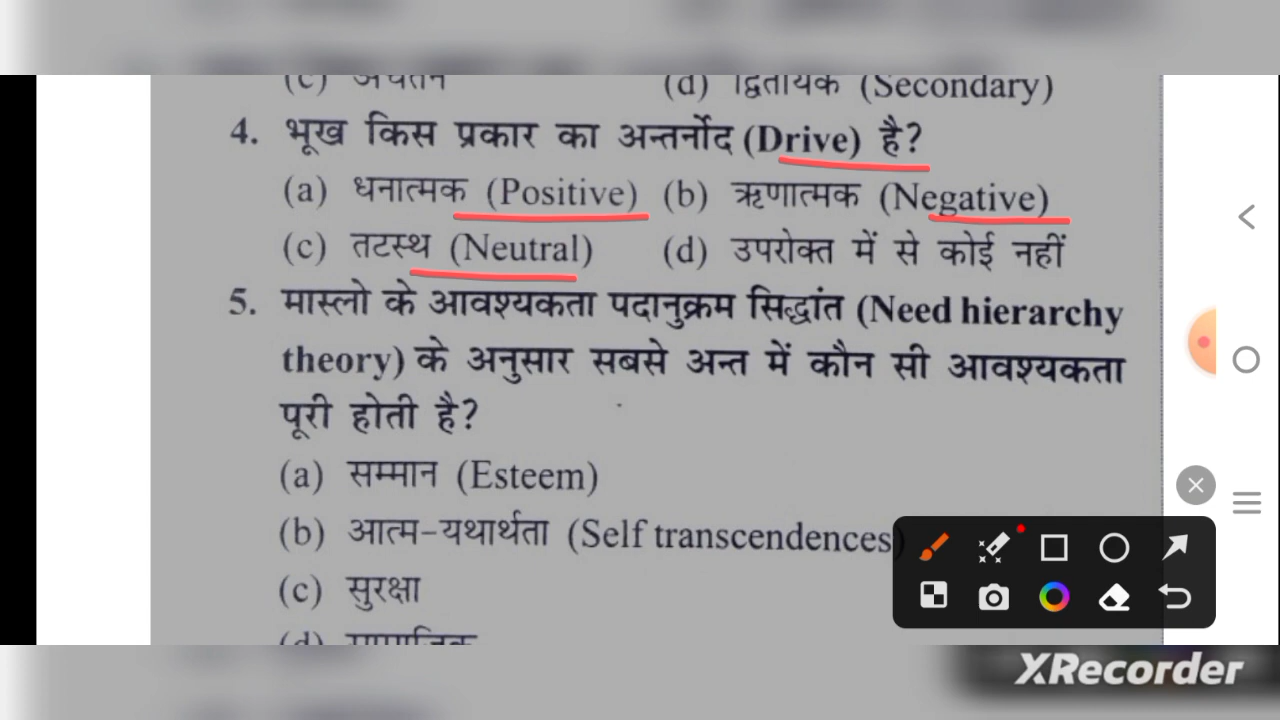 (c) अचेतन (d) द्वितीयक (Secondary)
4. भूख किस प्रकार का अन्तर्नोद (Drive) है?
(a) धनात्मक (Positive) (b) ऋणात्मक (Negative)
(c) तटस्थ (Neutral) (d) उपरोक्त में से कोई नहीं
5. मास्लो के आवश्यकता पदानुक्रम सिद्धांत (Need hierarchy
theory) के अनुसार सबसे अन्त में कौन सी आवश्यकता
पूरी होती है?
(a) सम्मान (Esteem)
(b) आत्म-यथार्थता (Self transcendences)
(c) सुरक्षा
(d) सामाजिक
XRecorder